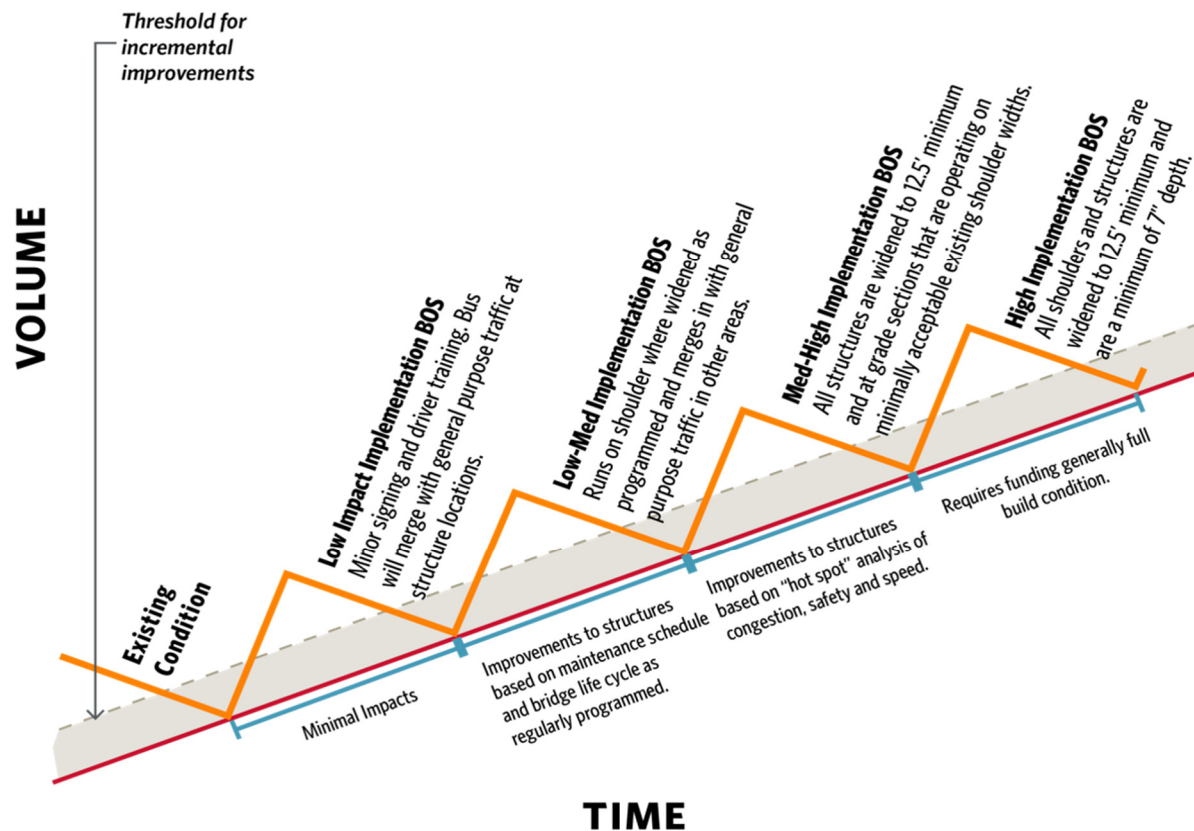 Threshold for
incremental
improvements
VOLUME
Existing
Condition
Low Impact Implementation BOS
Minor signing and driver training. Bus
will merge with general purpose traffic at
structure locations.
Low-Med Implementation BOS
Runs on shoulder where widened as
programmed and merges in with general
purpose traffic in other areas.
Med-High Implementation BOS
All structures are widened to 12.5' minimum
and at grade sections that are operating on
minimally acceptable existing shoulder widths.
High Implementation BOS
All shoulders and structures are
widened to 12.5' minimum and
are a minimum of 7" depth.
Minimal Impacts
Improvements to structures
based on maintenance schedule
and bridge life cycle as
regularly programmed.
Improvements to structures
based on "hot spot" analysis of
congestion, safety and speed.
Requires funding generally full
build condition.
TIME